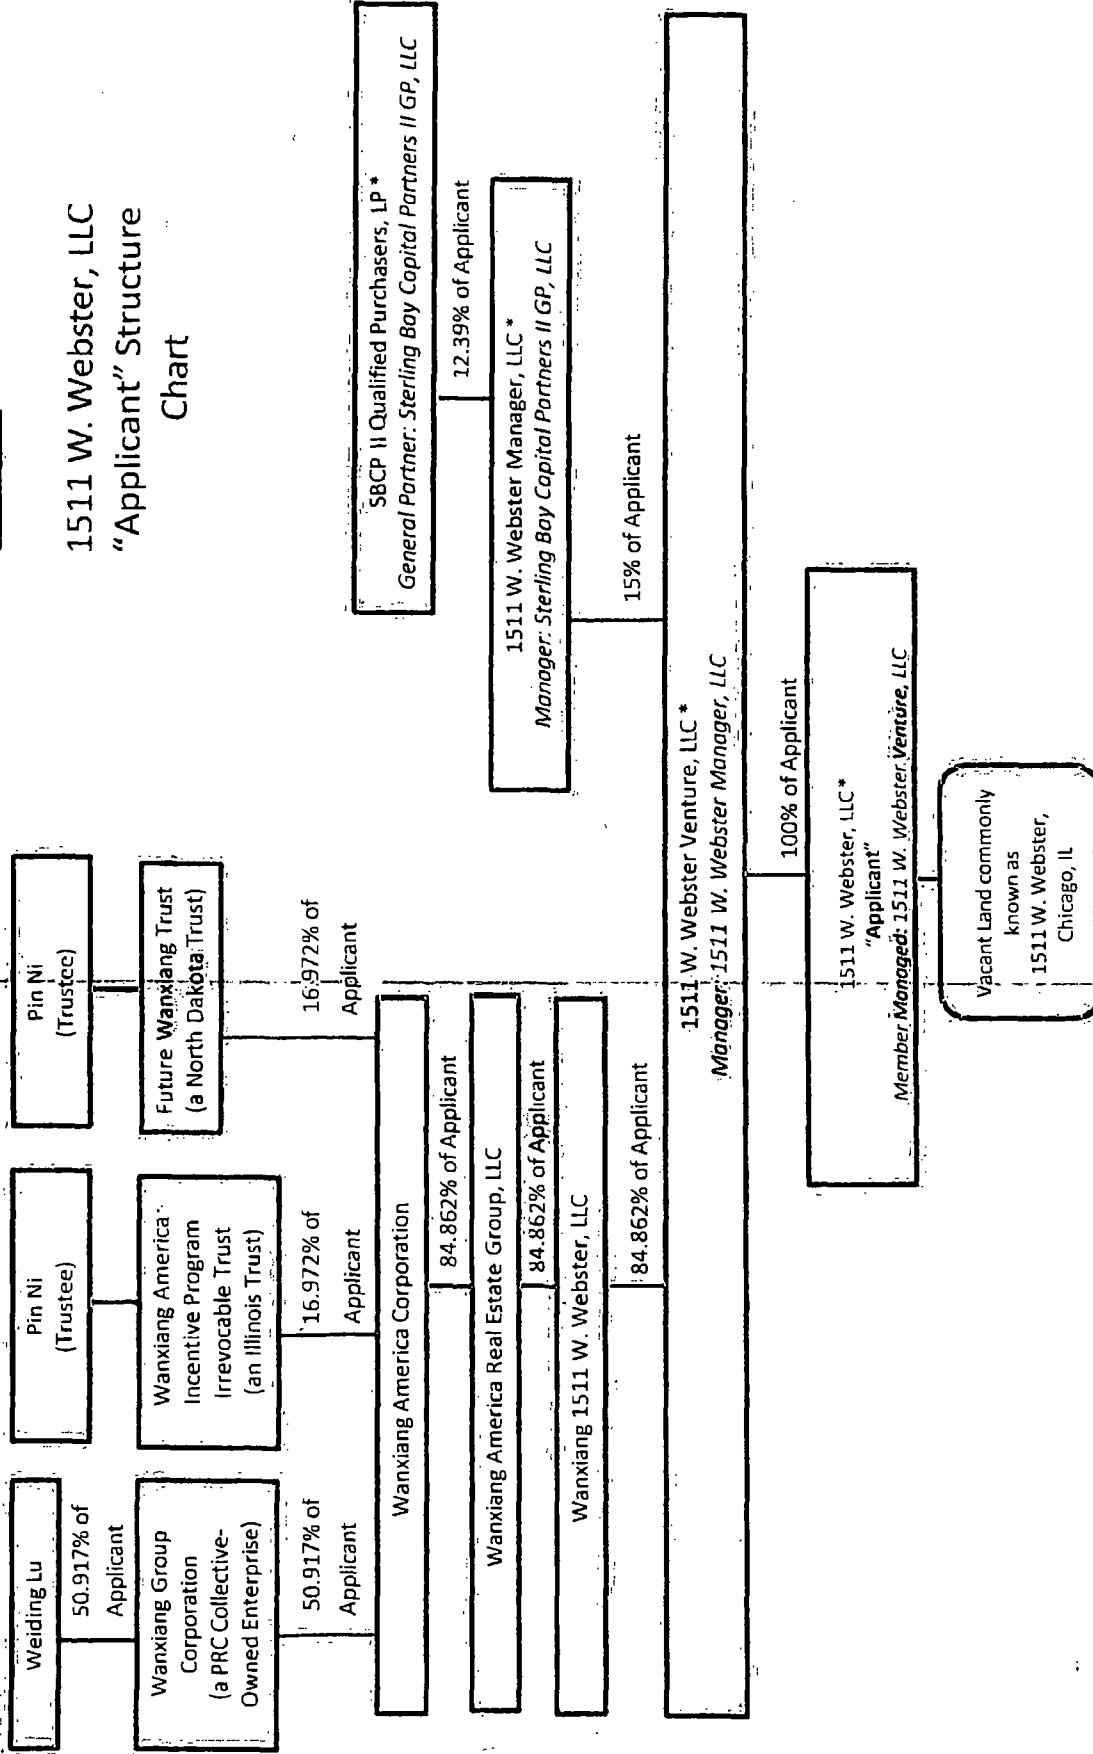 1511 W. Webster, LLC
"Applicant" Structure
Chart
Weiding Lu
50.917% of
Applicant
Wanxiang Group
Corporation
(a PRC Collective-
Owned Enterprise)
50.917% of
Applicant
Pin Ni
(Trustee)
Wanxiang America
Incentive Program
Irrevocable Trust
(an Illinois Trust)
16.972% of
Applicant
Pin Ni
(Trustee)
Future Wanxiang Trust
(a North Dakota Trust)
16.972% of
Applicant
Wanxiang America Corporation
84.862% of Applicant
Wanxiang America Real Estate Group, LLC
84.862% of Applicant
Wanxiang 1511 W. Webster, LLC
84.862% of Applicant
SBCP II Qualified Purchasers, LP *
General Partner: Sterling Bay Capital Partners II GP, LLC
12.39% of Applicant
1511 W. Webster Manager, LLC *
Manager: Sterling Bay Capital Partners II GP, LLC
15% of Applicant
1511 W. Webster Venture, LLC *
Manager: 1511 W. Webster Manager, LLC
100% of Applicant
1511 W. Webster, LLC *
"Applicant"
Member Managed: 1511 W. Webster Venture, LLC
Vacant Land commonly
known as
1511 W. Webster,
Chicago, IL